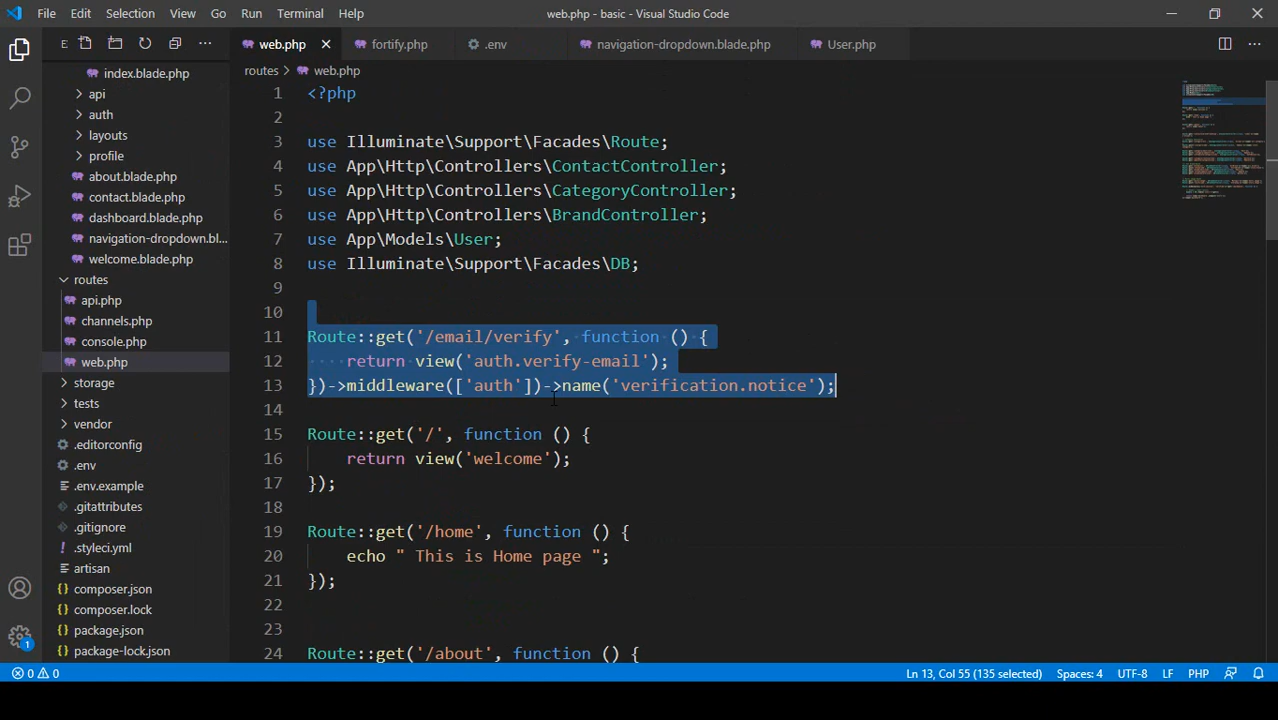 File Edit Selection View Go Run Terminal Help
web.php - basic - Visual Studio Code
E
web.php
fortify.php
.env
navigation-dropdown.blade.php
User.php
index.blade.php
api
auth
layouts
profile
about.blade.php
contact.blade.php
dashboard.blade.php
navigation-dropdown.bl...
welcome.blade.php
routes
api.php
channels.php
console.php
web.php
storage
tests
vendor
.editorconfig
.env
.env.example
.gitattributes
.gitignore
.styleci.yml
artisan
composer.json
composer.lock
package.json
package-lock.json
1
routes > web.php
1 <?php
2
3 use Illuminate\Support\Facades\Route;
4 use App\Http\Controllers\ContactController;
5 use App\Http\Controllers\CategoryController;
6 use App\Http\Controllers\BrandController;
7 use App\Models\User;
8 use Illuminate\Support\Facades\DB;
9
10
11 Route::get('/email/verify', function () {
12 return view('auth.verify-email');
13 })->middleware(['auth'])->name('verification.notice');
14
15 Route::get('/', function () {
16 return view('welcome');
17 });
18
19 Route::get('/home', function () {
20 echo " This is Home page ";
21 });
22
23
24 Route::get('/about', function () {
0 0
Ln 13, Col 55 (135 selected) Spaces: 4 UTF-8 LF PHP